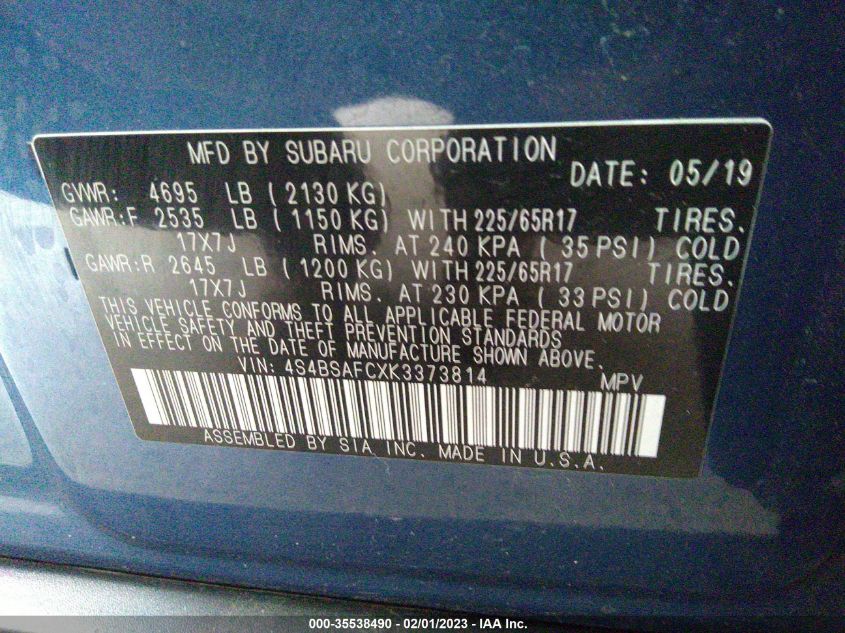 MFD BY SUBARU CORPORATION
DATE: 05/19
GVWR: 4695 LB ( 2130 KG)
GAWR:F 2535 LB ( 1150 KG) WITH 225/65R17 TIRES.
17X7J RIMS. AT 240 KPA ( 35 PSI) COLD
GAWR:R 2645 LB ( 1200 KG) WITH 225/65R17 TIRES.
17X7J RIMS. AT 230 KPA ( 33 PSI) COLD
THIS VEHICLE CONFORMS TO ALL APPLICABLE FEDERAL MOTOR
VEHICLE SAFETY AND THEFT PREVENTION STANDARDS
IN EFFECT ON THE DATE OF MANUFACTURE SHOWN ABOVE.
VIN: 4S4BSAFCXK3373814 MPV
ASSEMBLED BY SIA INC. MADE IN U.S.A.
000-35538490 - 02/01/2023 - IAA Inc.